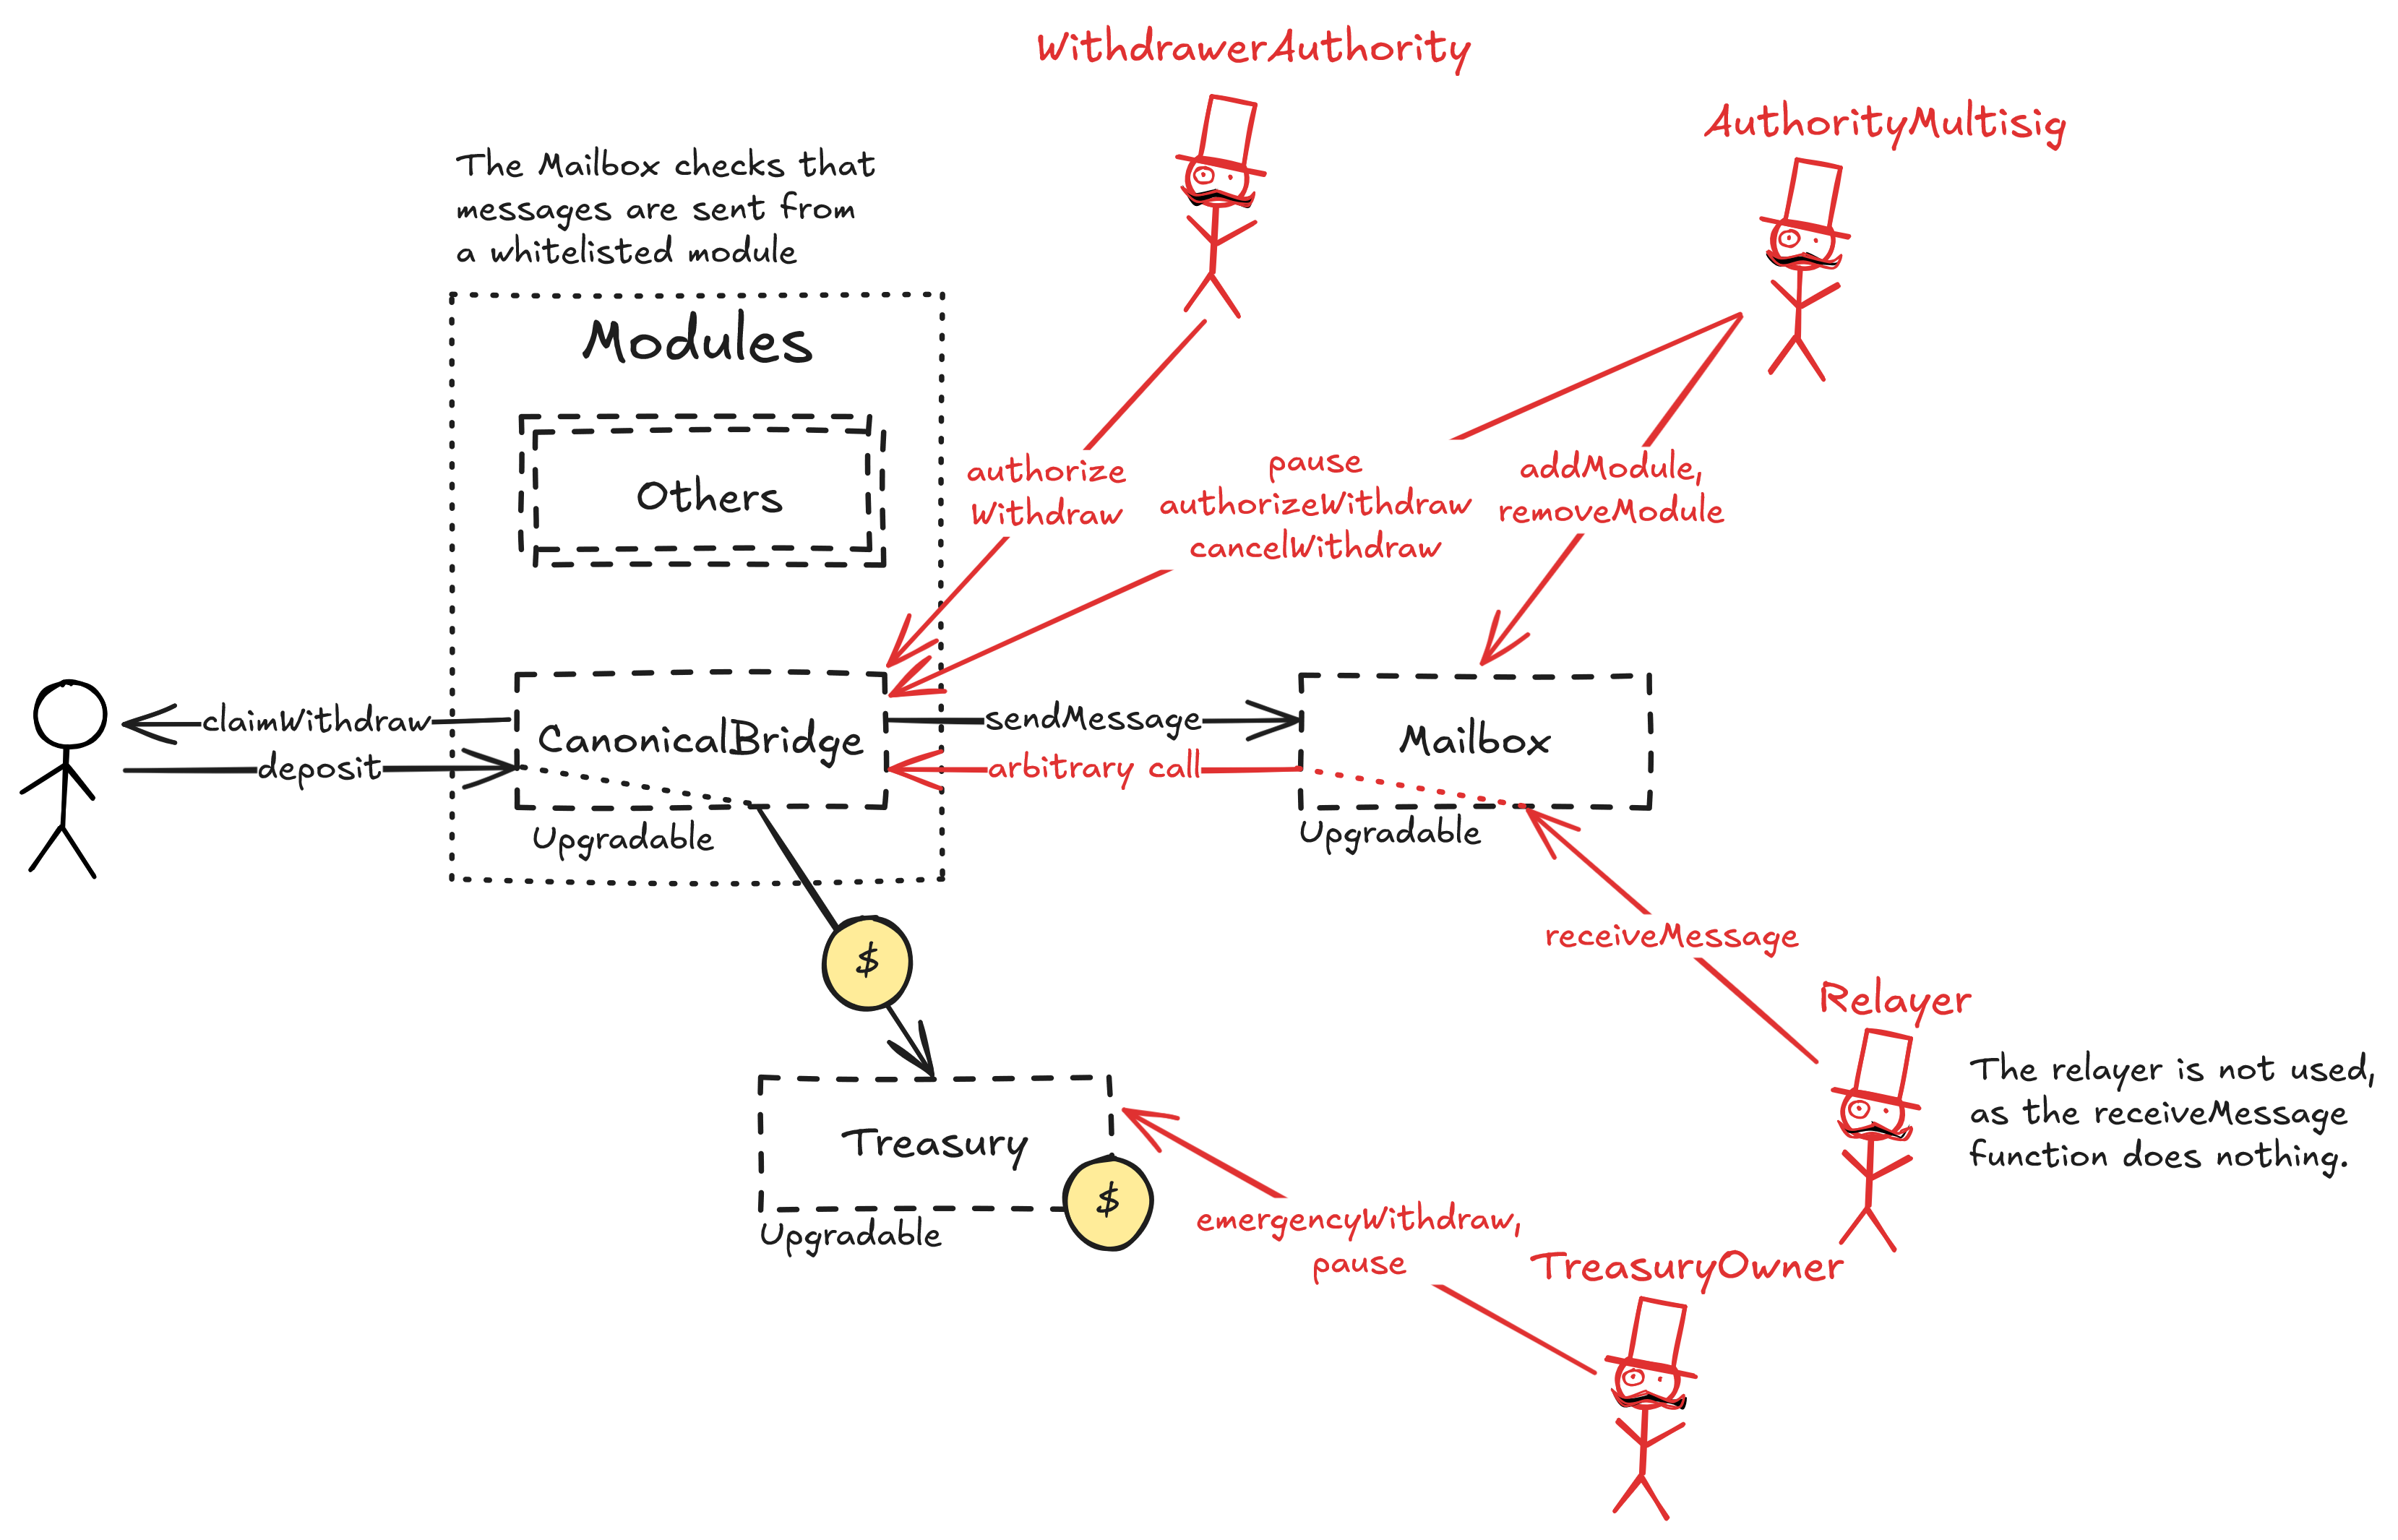 WithdrawerAuthority
AuthorityMultisig
The Mailbox checks that
messages are sent from
a whitelisted module
Modules
Others
authorize
Withdraw
pause
authorizeWithdraw
cancelWithdraw
addModule,
removeModule
claimWithdraw
deposit
CanonicalBridge
Upgradable
sendMessage
arbitrary call
Mailbox
Upgradable
receiveMessage
$
Relayer
The relayer is not used,
as the receiveMessage
function does nothing.
Treasury
$
Upgradable
emergencyWithdraw,
pause
TreasuryOwner